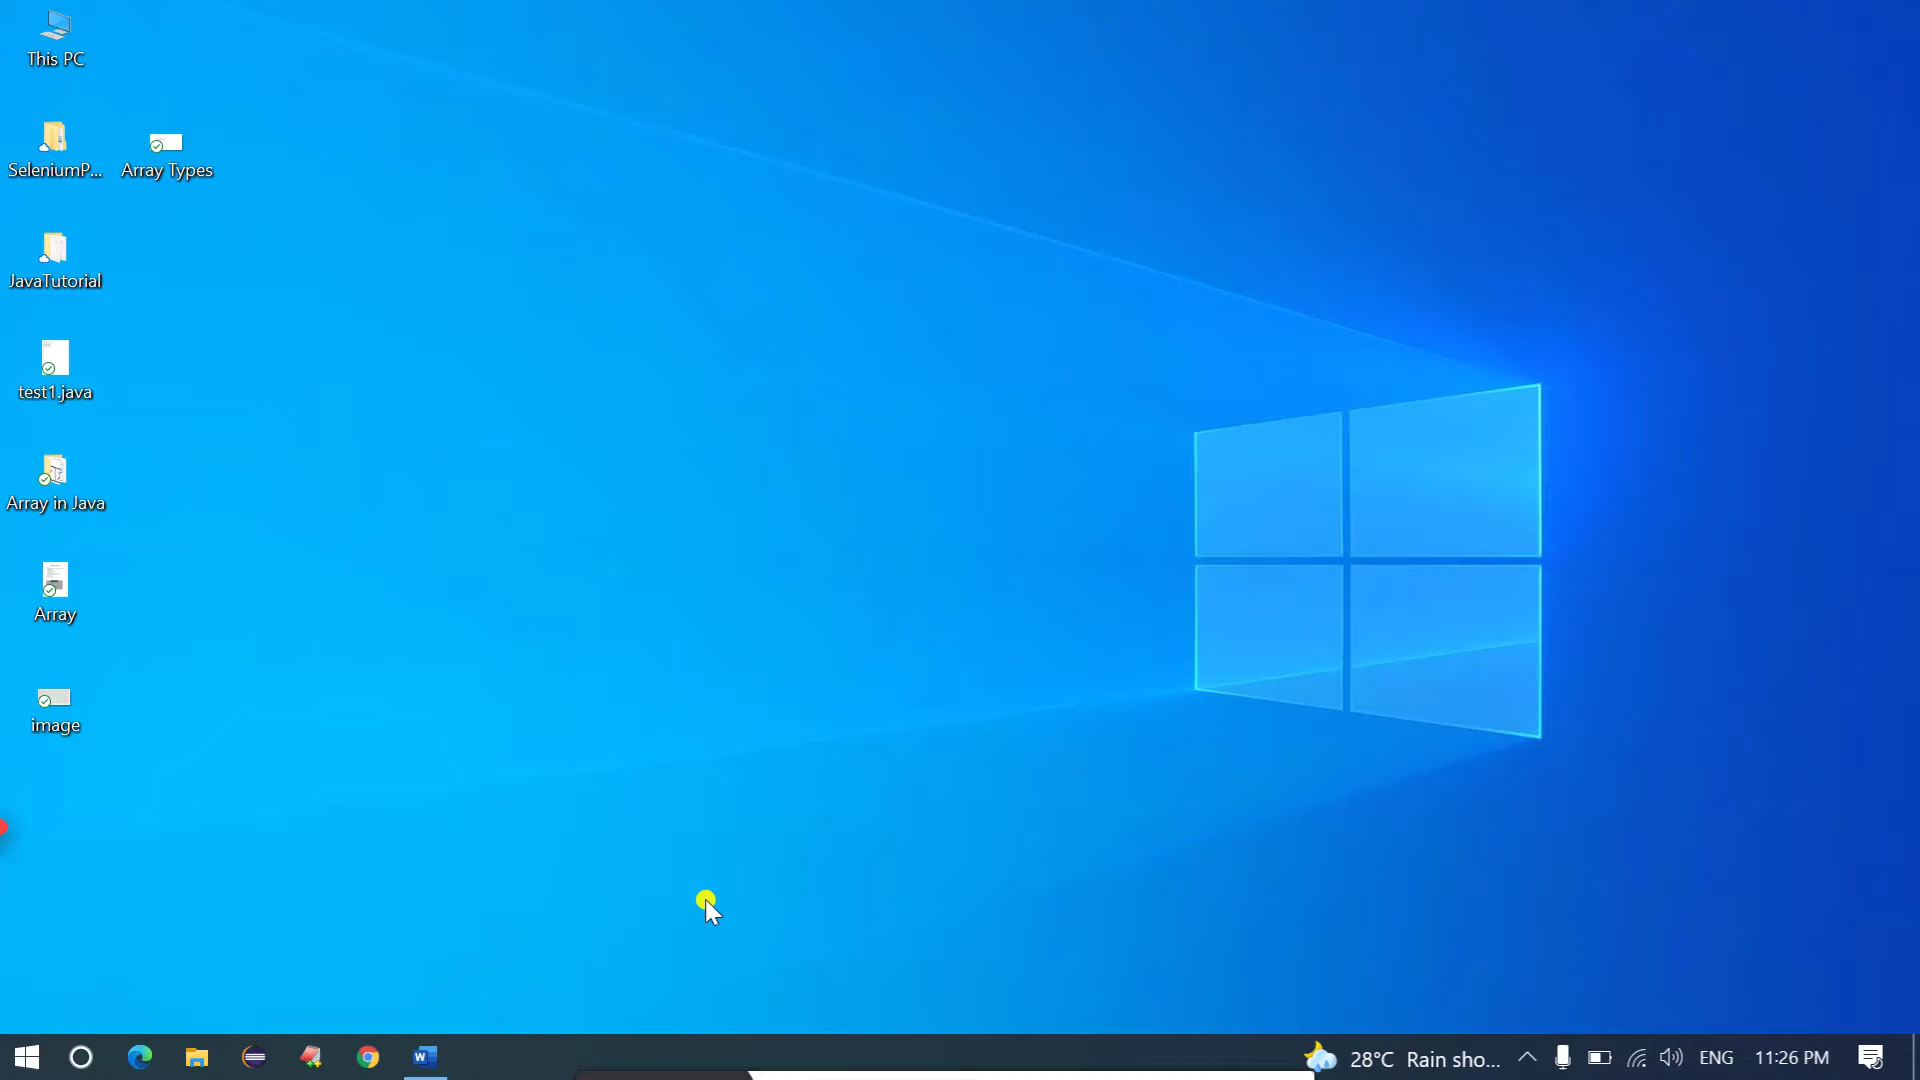 This PC
SeleniumP...
Array Types
JavaTutorial
test1.java
Array in Java
Array
image
28°C Rain sho... ENG 11:26 PM